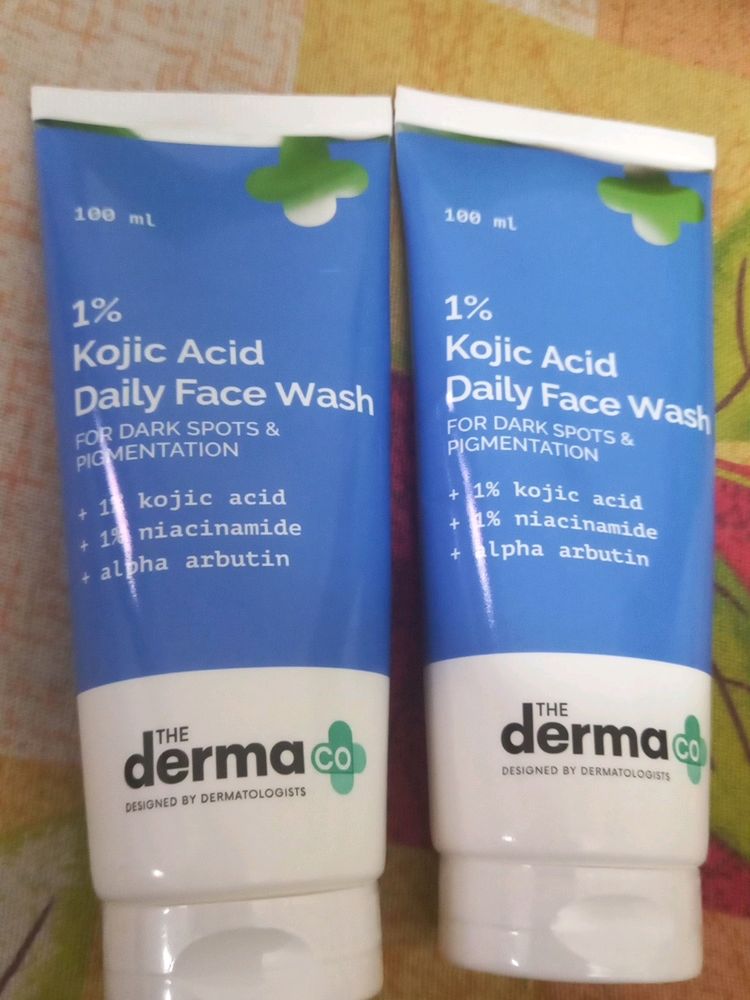 100 ml
1%
Kojic Acid
Daily Face Wash
FOR DARK SPOTS &
PIGMENTATION
+ 1% kojic acid
+ 1% niacinamide
+ alpha arbutin
THE
derma co
DESIGNED BY DERMATOLOGISTS
100 ml
1%
Kojic Acid
Daily Face Wash
FOR DARK SPOTS &
PIGMENTATION
+ 1% kojic acid
+ 1% niacinamide
+ alpha arbutin
THE
derma co
DESIGNED BY DERMATOLOGISTS